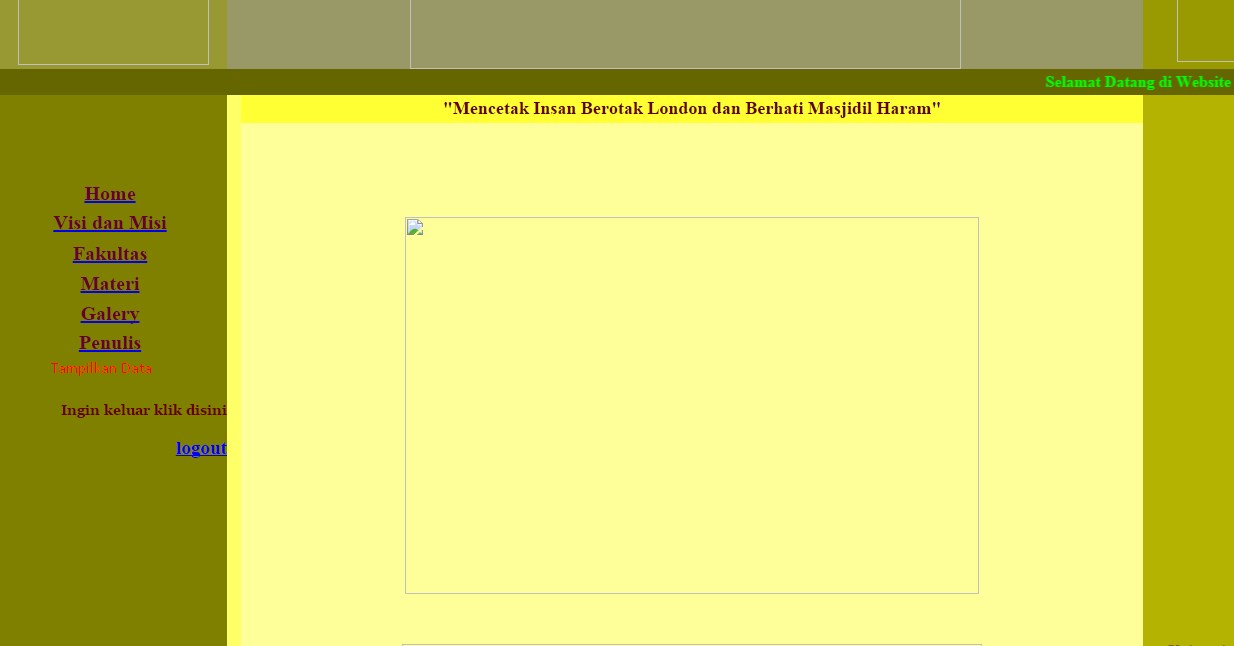 Selamat Datang di Website
"Mencetak Insan Berotak London dan Berhati Masjidil Haram"
Home
Visi dan Misi
Fakultas
Materi
Galery
Penulis
Tampilkan Data
Ingin keluar klik disini
logout